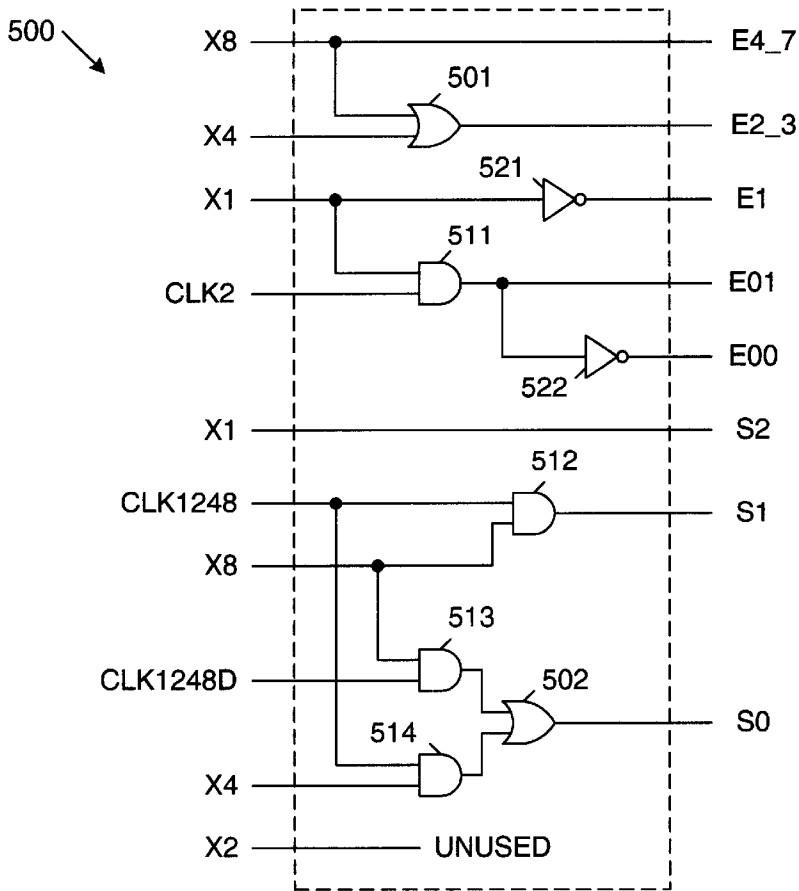 500
X8
E4_7
501
X4
E2_3
521
X1
E1
511
CLK2
E01
522
E00
X1
S2
512
CLK1248
S1
X8
513
CLK1248D
502
S0
514
X4
X2
UNUSED